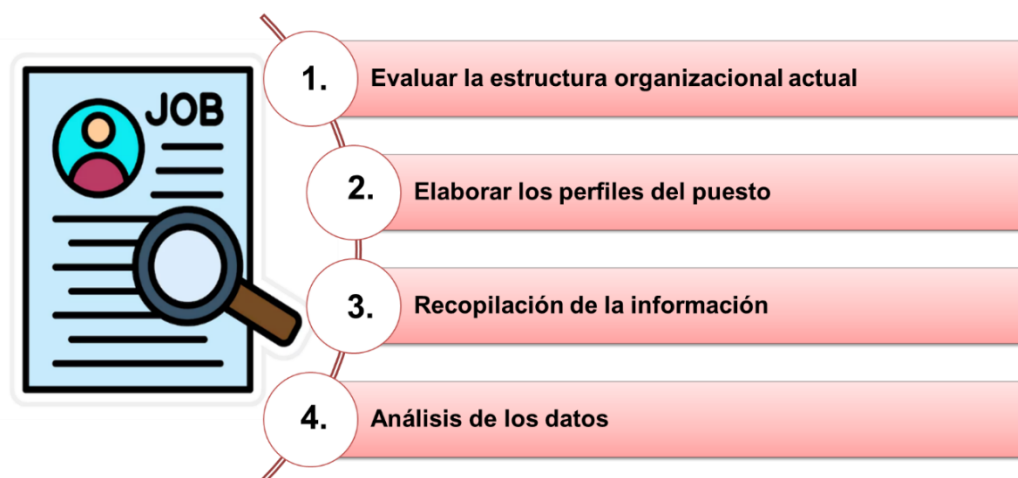 JOB
1. Evaluar la estructura organizacional actual
2. Elaborar los perfiles del puesto
3. Recopilación de la información
4. Análisis de los datos